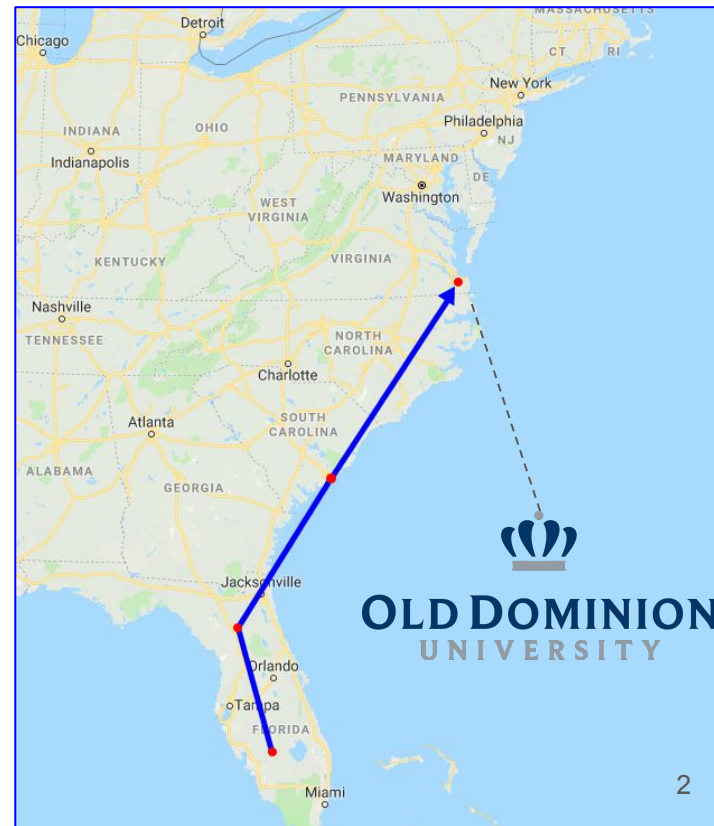 MASSACHUSETTS
Detroit
Chicago
CT
RI
New York
PENNSYLVANIA
Philadelphia
INDIANA
OHIO
NJ
Indianapolis
MARYLAND
DE
Washington
WEST
VIRGINIA
KENTUCKY
VIRGINIA
Nashville
TENNESSEE
NORTH
CAROLINA
Charlotte
SOUTH
CAROLINA
Atlanta
ALABAMA
GEORGIA
Jacksonville
OLD DOMINION
UNIVERSITY
Orlando
Tampa
FLORIDA
Miami
2